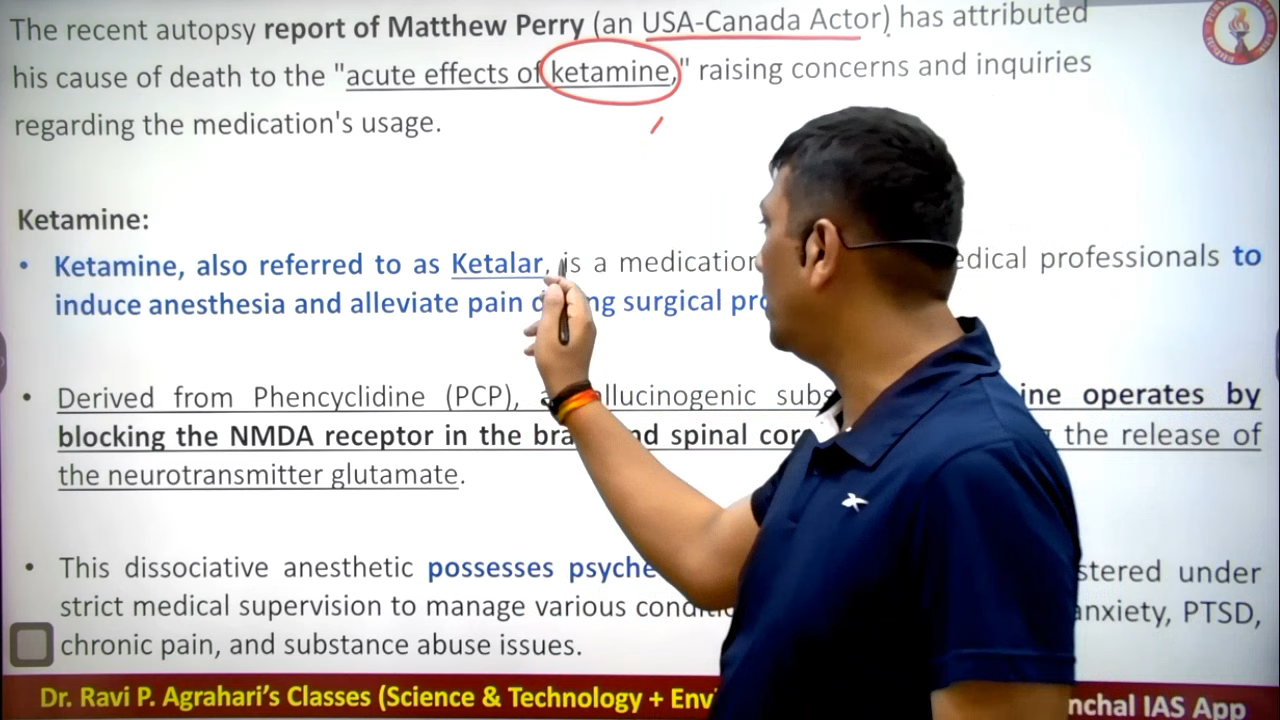 The recent autopsy report of Matthew Perry (an USA-Canada Actor) has attributed
his cause of death to the "acute effects of ketamine," raising concerns and inquiries
regarding the medication's usage.
Ketamine:
• Ketamine, also referred to as Ketalar, is a medication edical professionals to
induce anesthesia and alleviate pain d ng surgical pro
• Derived from Phencyclidine (PCP), a allucinogenic subs ine operates by
blocking the NMDA receptor in the bra nd spinal cor g the release of
the neurotransmitter glutamate.
• This dissociative anesthetic possesses psyche stered under
strict medical supervision to manage various condit anxiety, PTSD,
chronic pain, and substance abuse issues.
Dr. Ravi P. Agrahari's Classes (Science & Technology + Env nchal IAS App